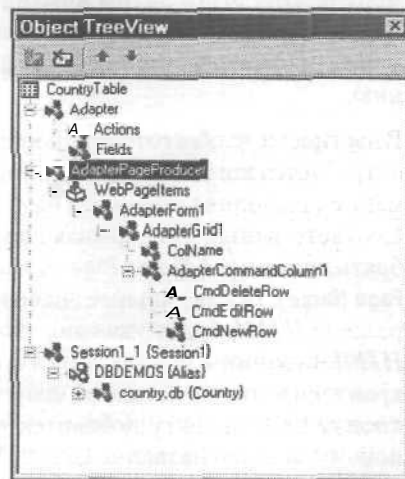 Object TreeView
CountryTable
Adapter
Actions
Fields
AdapterPageProducer
WebPageItems
AdapterForm1
AdapterGrid1
ColName
AdapterCommandColumn1
CmdDeleteRow
CmdEditRow
CmdNewRow
Session1_1 {Session1}
DBDEMOS {Alias}
country.db {Country}